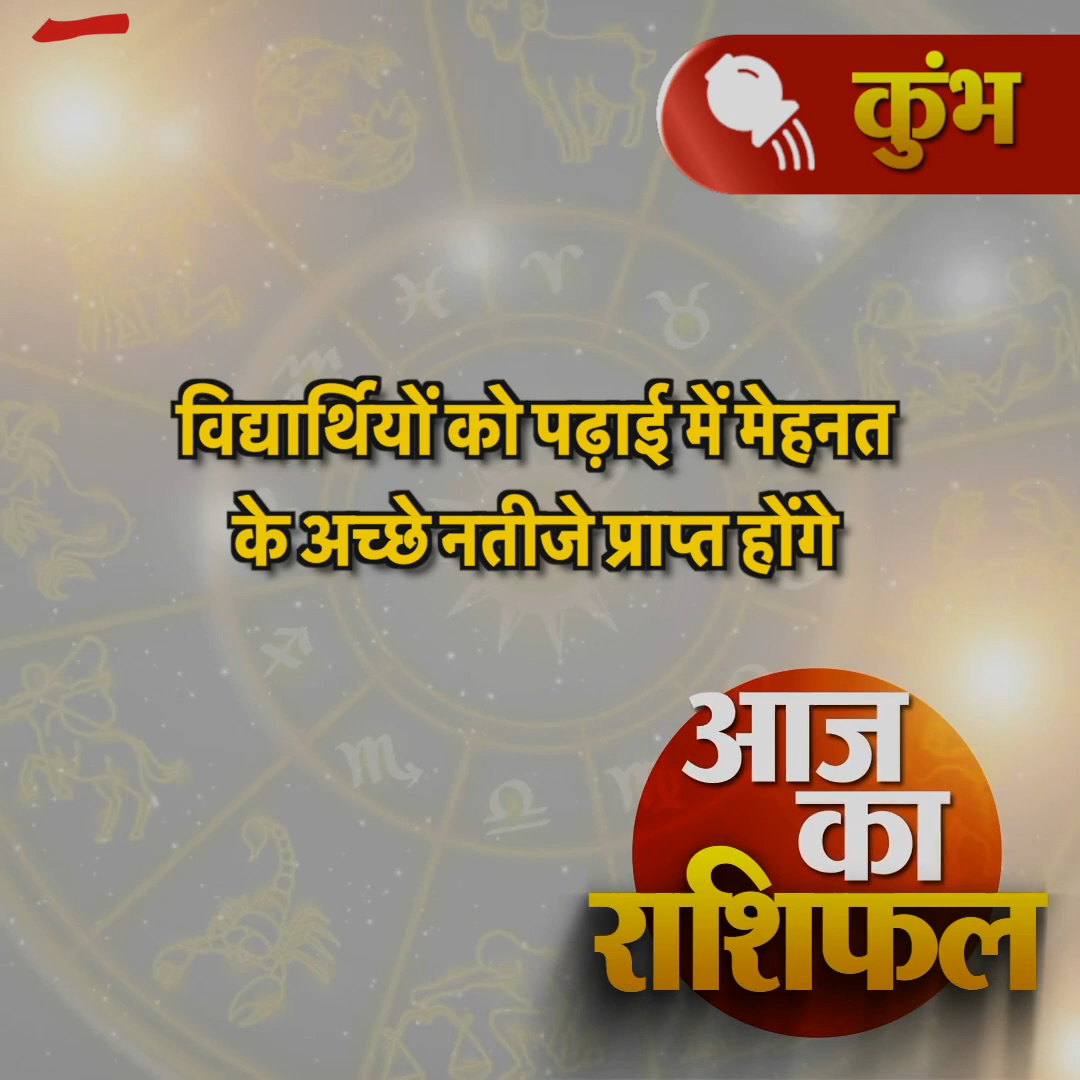 कुंभ
विद्यार्थियों को पढ़ाई में मेहनत
के अच्छे नतीजे प्राप्त होंगे
आज
का
राशिफल